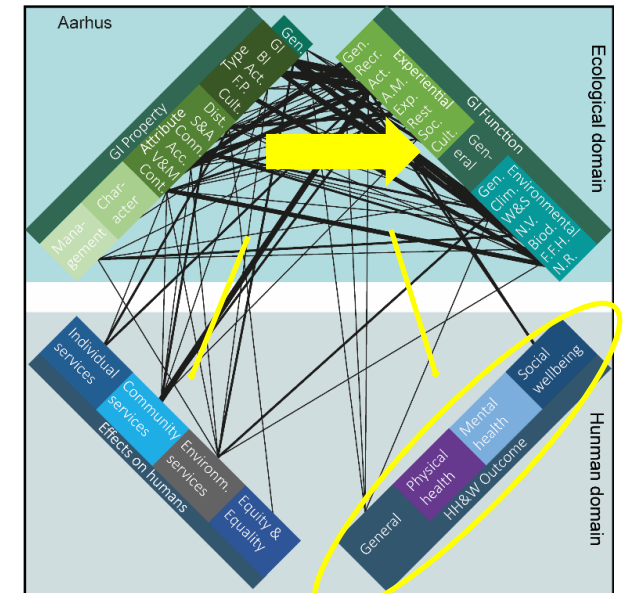 Aarhus
Ecological domain
Hunman domain
GI Property
Gen.
Type
GI
Bl.
Act.
F.P.
Cult.
Attribute
Dist.
S&A
Conn.
Acc.
V&M
Cont.
Char-
acter
Mana-
gement
GI Function
Experiential
Gen.
Recr.
Act.
A.M.
Exp.
Rest
Soc.
Cult.
Gen-
eral
Environmental
Gen.
Clim.
W&S
N.V.
Biod.
F.F.H.
N.R.
Individual
services
Community
services
Environm.
services
Equity &
Equality
Effects on humans
Social
wellbeing
Mental
health
Physical
health
General
HH&W Outcome